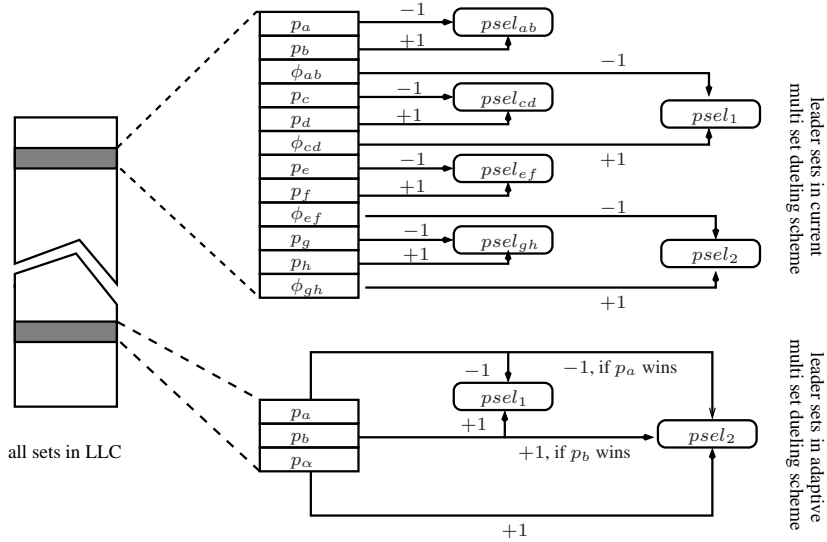 p_a
−1
psel_ab
p_b
+1
ϕ_ab
−1
p_c
−1
psel_cd
p_d
+1
psel_1
ϕ_cd
+1
p_e
−1
psel_ef
p_f
+1
ϕ_ef
−1
p_g
−1
psel_gh
psel_2
p_h
+1
ϕ_gh
+1
leader sets in current
multi set dueling scheme
−1
−1, if p_a wins
psel_1
p_a
+1
p_b
psel_2
+1, if p_b wins
p_α
+1
all sets in LLC
leader sets in adaptive
multi set dueling scheme